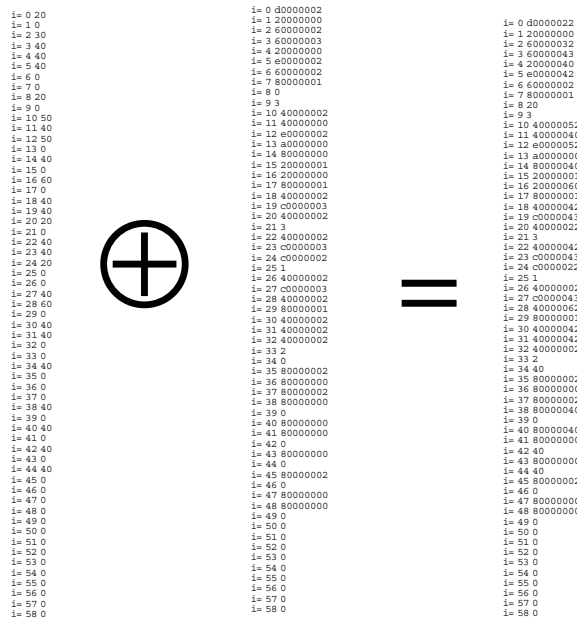 i= 0 20
i= 1 0
i= 2 30
i= 3 40
i= 4 40
i= 5 40
i= 6 0
i= 7 0
i= 8 20
i= 9 0
i= 10 50
i= 11 40
i= 12 50
i= 13 0
i= 14 40
i= 15 0
i= 16 60
i= 17 0
i= 18 40
i= 19 40
i= 20 20
i= 21 0
i= 22 40
i= 23 40
i= 24 20
i= 25 0
i= 26 0
i= 27 40
i= 28 60
i= 29 0
i= 30 40
i= 31 40
i= 32 0
i= 33 0
i= 34 40
i= 35 0
i= 36 0
i= 37 0
i= 38 40
i= 39 0
i= 40 40
i= 41 0
i= 42 40
i= 43 0
i= 44 40
i= 45 0
i= 46 0
i= 47 0
i= 48 0
i= 49 0
i= 50 0
i= 51 0
i= 52 0
i= 53 0
i= 54 0
i= 55 0
i= 56 0
i= 57 0
i= 58 0
⊕
i= 0 d0000002
i= 1 20000000
i= 2 60000002
i= 3 60000003
i= 4 20000000
i= 5 e0000002
i= 6 60000002
i= 7 80000001
i= 8 0
i= 9 3
i= 10 40000002
i= 11 40000000
i= 12 e0000002
i= 13 a0000000
i= 14 80000000
i= 15 20000001
i= 16 20000000
i= 17 80000001
i= 18 40000002
i= 19 c0000003
i= 20 40000002
i= 21 3
i= 22 40000002
i= 23 c0000003
i= 24 c0000002
i= 25 1
i= 26 40000002
i= 27 c0000003
i= 28 40000002
i= 29 80000001
i= 30 40000002
i= 31 40000002
i= 32 40000002
i= 33 2
i= 34 0
i= 35 80000002
i= 36 80000000
i= 37 80000002
i= 38 80000000
i= 39 0
i= 40 80000000
i= 41 80000000
i= 42 0
i= 43 80000000
i= 44 0
i= 45 80000002
i= 46 0
i= 47 80000000
i= 48 80000000
i= 49 0
i= 50 0
i= 51 0
i= 52 0
i= 53 0
i= 54 0
i= 55 0
i= 56 0
i= 57 0
i= 58 0
=
i= 0 d0000022
i= 1 20000000
i= 2 60000032
i= 3 60000043
i= 4 20000040
i= 5 e0000042
i= 6 60000002
i= 7 80000001
i= 8 20
i= 9 3
i= 10 40000052
i= 11 40000040
i= 12 e0000052
i= 13 a0000000
i= 14 80000040
i= 15 20000001
i= 16 20000060
i= 17 80000001
i= 18 40000042
i= 19 c0000043
i= 20 40000022
i= 21 3
i= 22 40000042
i= 23 c0000043
i= 24 c0000022
i= 25 1
i= 26 40000002
i= 27 c0000043
i= 28 40000062
i= 29 80000001
i= 30 40000042
i= 31 40000042
i= 32 40000002
i= 33 2
i= 34 40
i= 35 80000002
i= 36 80000000
i= 37 80000002
i= 38 80000040
i= 39 0
i= 40 80000040
i= 41 80000000
i= 42 40
i= 43 80000000
i= 44 40
i= 45 80000002
i= 46 0
i= 47 80000000
i= 48 80000000
i= 49 0
i= 50 0
i= 51 0
i= 52 0
i= 53 0
i= 54 0
i= 55 0
i= 56 0
i= 57 0
i= 58 0